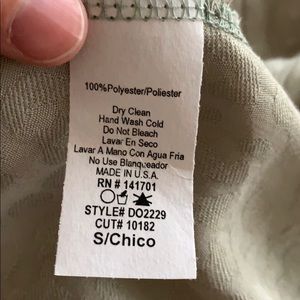 100%Polyester/Poliester
Dry Clean
Hand Wash Cold
Do Not Bleach
Lavar En Seco
Lavar A Mano Con Agua Fria
No Use Blanqueador
MADE IN U.S.A.
RN # 141701
STYLE# DO2229
CUT# 10182
S/Chico